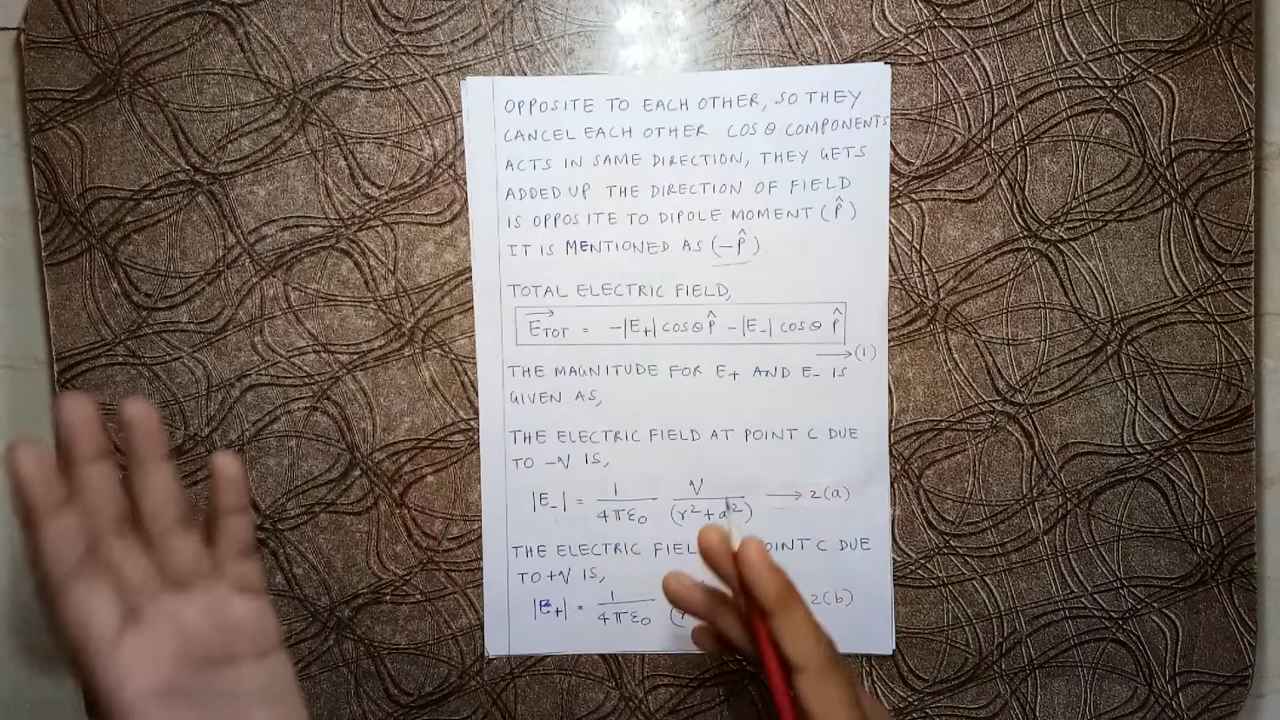 OPPOSITE TO EACH OTHER, SO THEY
CANCEL EACH OTHER COS θ COMPONENTS
ACTS IN SAME DIRECTION, THEY GETS
ADDED UP THE DIRECTION OF FIELD
IS OPPOSITE TO DIPOLE MOMENT (P̂)
IT IS MENTIONED AS (−P̂)
TOTAL ELECTRIC FIELD,
E⃗TOT = −|E₊| COSθ P̂ − |E₋| COSθ P̂
→ (1)
THE MAGNITUDE FOR E₊ AND E₋ IS
GIVEN AS,
THE ELECTRIC FIELD AT POINT C DUE
TO −V IS,
|E₋| = 1/4πε₀ V/(r²+a²) → 2(a)
THE ELECTRIC FIEL POINT C DUE
TO +V IS,
|E₊| = 1/4πε₀ 2(b)